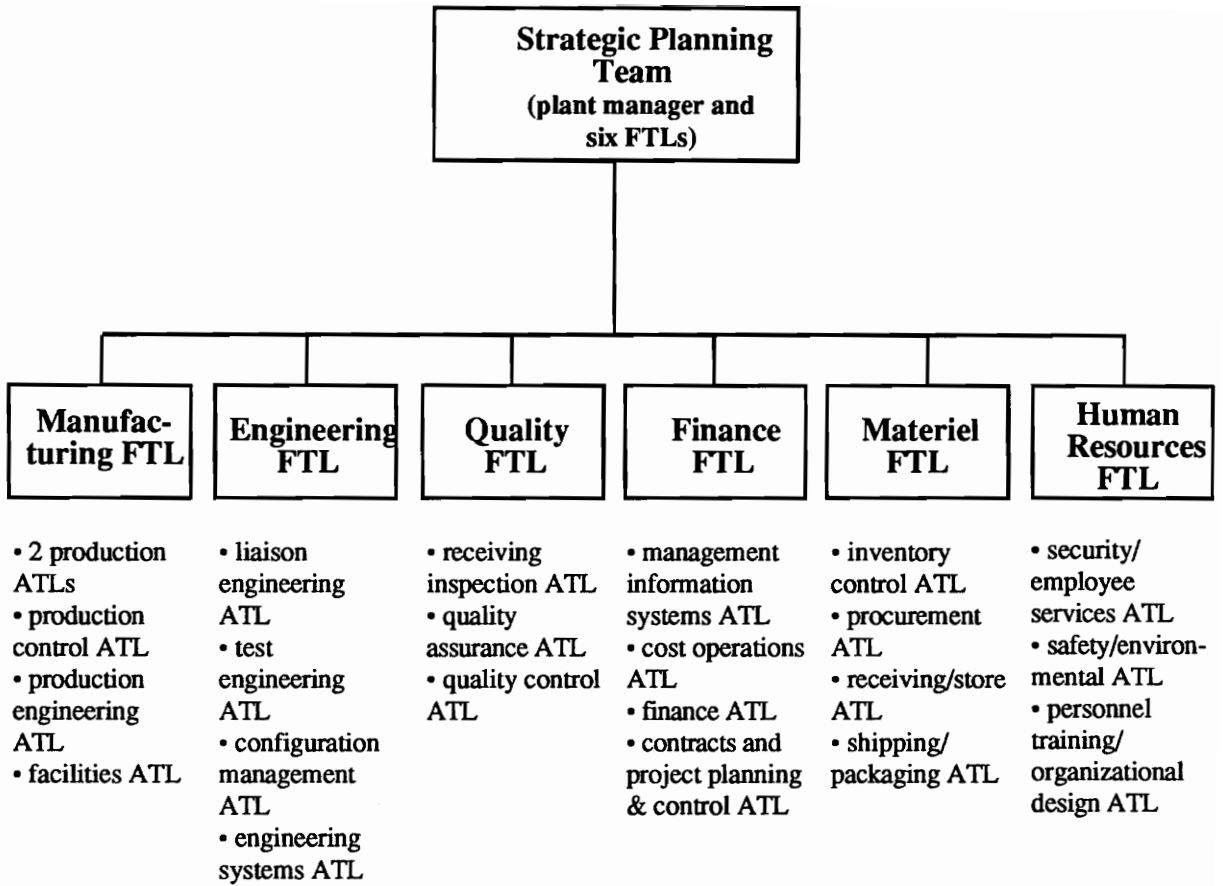 Strategic Planning
Team
(plant manager and
six FTLs)
Manufac-
turing FTL
Engineering
FTL
Quality
FTL
Finance
FTL
Materiel
FTL
Human
Resources
FTL
• 2 production
ATLs
• production
control ATL
• production
engineering
ATL
• facilities ATL
• liaison
engineering
ATL
• test
engineering
ATL
• configuration
management
ATL
• engineering
systems ATL
• receiving
inspection ATL
• quality
assurance ATL
• quality control
ATL
• management
information
systems ATL
• cost operations
ATL
• finance ATL
• contracts and
project planning
& control ATL
• inventory
control ATL
• procurement
ATL
• receiving/store
ATL
• shipping/
packaging ATL
• security/
employee
services ATL
• safety/environ-
mental ATL
• personnel
training/
organizational
design ATL